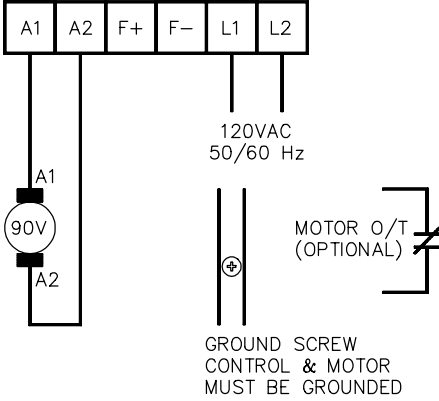 A1 A2 F+ F- L1 L2
120VAC
50/60 Hz
A1
90V
A2
MOTOR O/T
(OPTIONAL)
GROUND SCREW
CONTROL & MOTOR
MUST BE GROUNDED